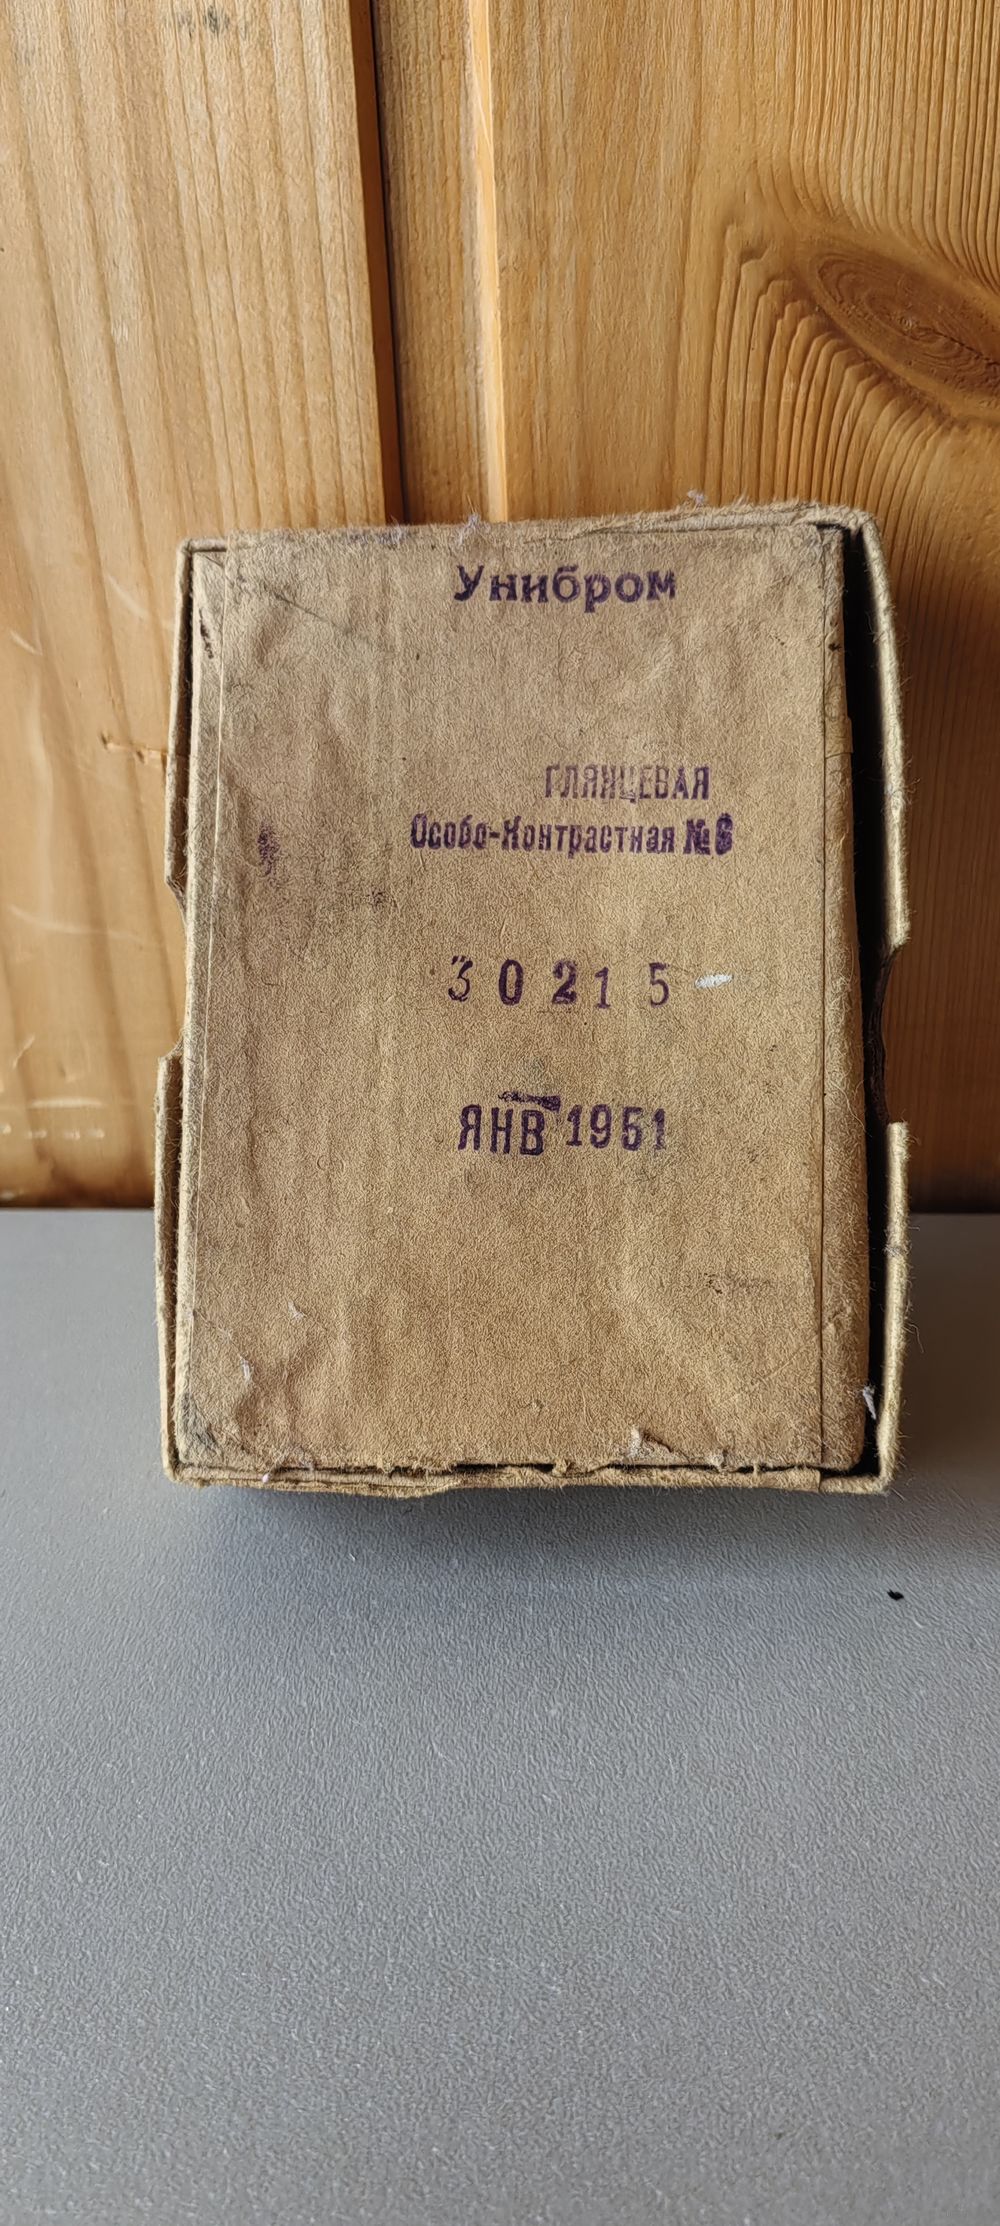 Унибром
ГЛЯНЦЕВАЯ
Особо-Контрастная №6
30215
ЯНВ 1951